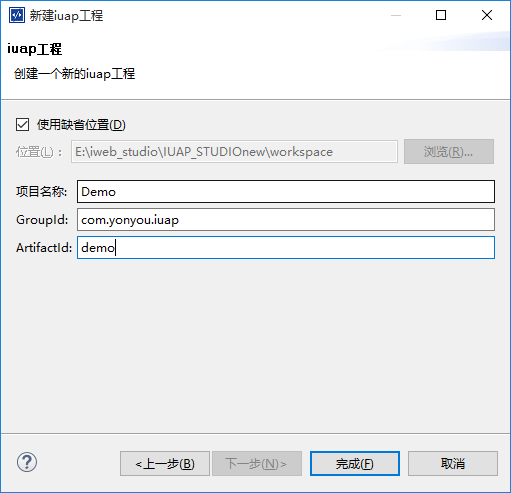 新建iuap工程
iuap工程
创建一个新的iuap工程
使用缺省位置(D)
位置(L)： E:\iweb_studio\IUAP_STUDIOnew\workspace 浏览(R)...
项目名称: Demo
GroupId: com.yonyou.iuap
ArtifactId: demo
? <上一步(B) 下一步(N)> 完成(F) 取消